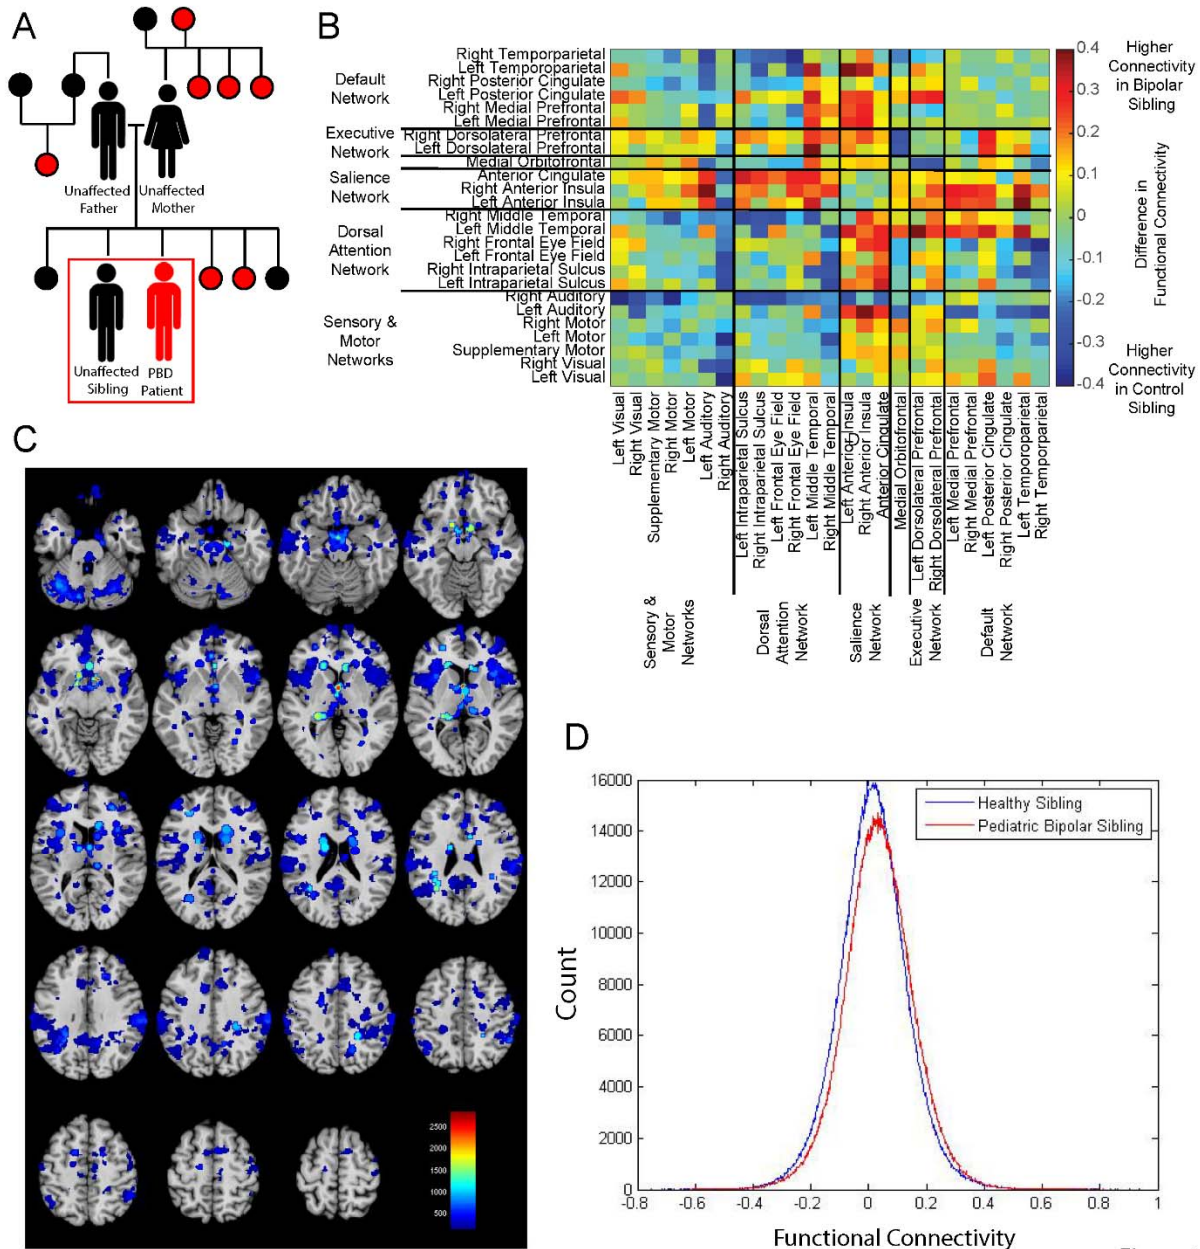 A
Unaffected
Father
Unaffected
Mother
Unaffected
Sibling
PBD
Patient
B
Default
Network
Executive
Network
Salience
Network
Dorsal
Attention
Network
Sensory &
Motor
Networks
Right Temporparietal
Left Temporoparietal
Right Posterior Cingulate
Left Posterior Cingulate
Right Medial Prefrontal
Left Medial Prefrontal
Right Dorsolateral Prefrontal
Left Dorsolateral Prefrontal
Medial Orbitofrontal
Anterior Cingulate
Right Anterior Insula
Left Anterior Insula
Right Middle Temporal
Left Middle Temporal
Right Frontal Eye Field
Left Frontal Eye Field
Right Intraparietal Sulcus
Left Intraparietal Sulcus
Right Auditory
Left Auditory
Right Motor
Left Motor
Supplementary Motor
Right Visual
Left Visual
0.4
0.3
0.2
0.1
0
-0.1
-0.2
-0.3
-0.4
Higher
Connectivity
in Bipolar
Sibling
Difference in
Functional Connectivity
Higher
Connectivity
in Control
Sibling
Left Visual
Right Visual
Supplementary Motor
Right Motor
Left Motor
Left Auditory
Right Auditory
Left Intraparietal Sulcus
Right Intraparietal Sulcus
Left Frontal Eye Field
Right Frontal Eye Field
Left Middle Temporal
Right Middle Temporal
Left Anterior Insula
Right Anterior Insula
Anterior Cingulate
Medial Orbitofrontal
Left Dorsolateral Prefrontal
Right Dorsolateral Prefrontal
Left Medial Prefrontal
Right Medial Prefrontal
Left Posterior Cingulate
Right Posterior Cingulate
Left Temporoparietal
Right Temporparietal
Sensory &
Motor
Networks
Dorsal
Attention
Network
Salience
Network
Executive
Network
Default
Network
C
2500
2000
1500
1000
500
D
16000
14000
12000
10000
8000
6000
4000
2000
0
Count
Healthy Sibling
Pediatric Bipolar Sibling
-0.8
-0.6
-0.4
-0.2
0
0.2
0.4
0.6
0.8
1
Functional Connectivity